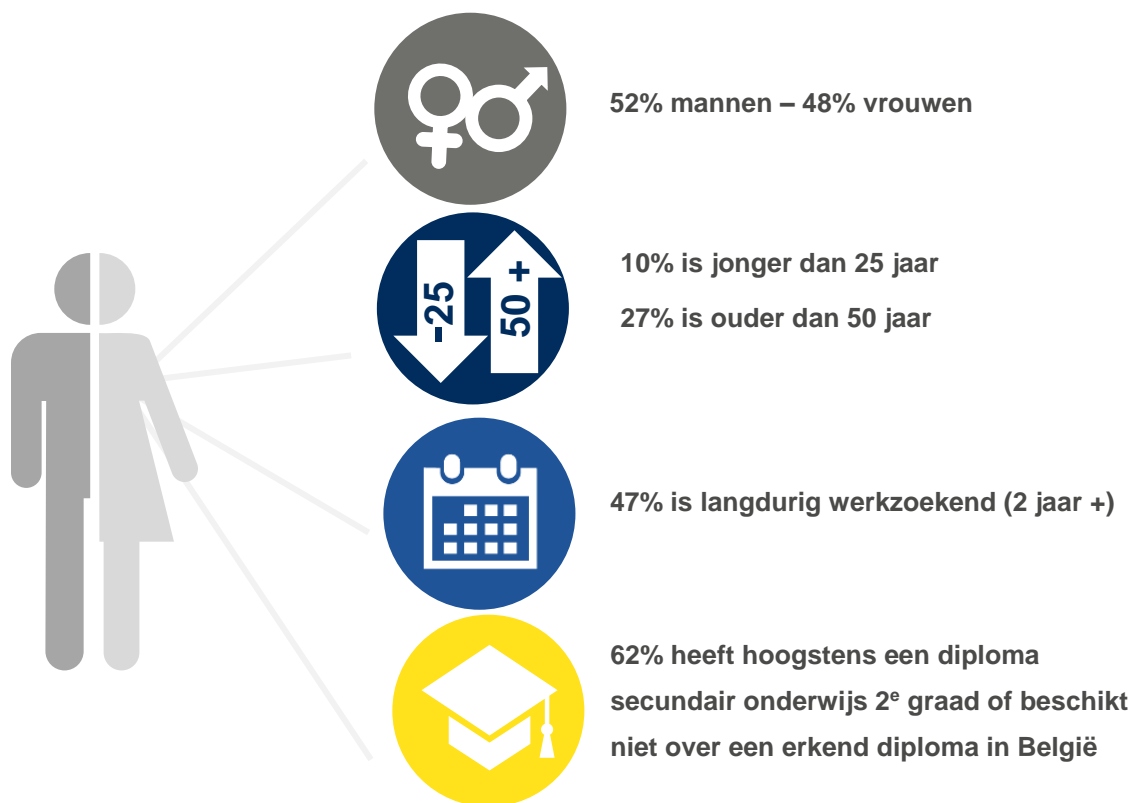 52% mannen – 48% vrouwen
-25
50 +
10% is jonger dan 25 jaar
27% is ouder dan 50 jaar
47% is langdurig werkzoekend (2 jaar +)
62% heeft hoogstens een diploma
secundair onderwijs 2e graad of beschikt
niet over een erkend diploma in België